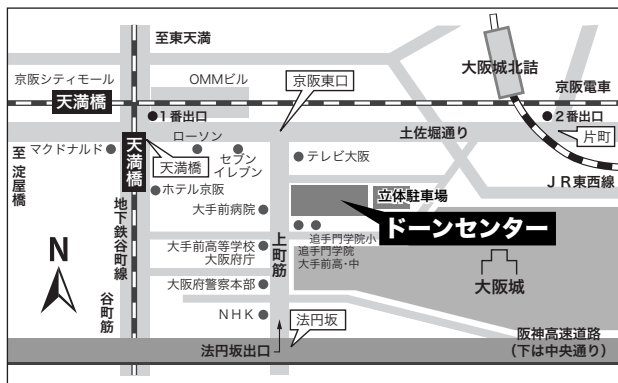 至東天満
京阪シティモール
OMMビル
京阪東口
大阪城北詰
京阪電車
天満橋
●1番出口
●2番出口
土佐堀通り
片町
ローソン
至 淀屋橋
マクドナルド●
天満橋
天満橋
セブン
イレブン
●テレビ大阪
JR東西線
●ホテル京阪
立体駐車場
大手前病院●
ドーンセンター
追手門学院小
追手門学院
大手前高・中
地下鉄谷町線
大手前高等学校●
大阪府庁
上町筋
N
大阪城
大阪府警察本部●
谷町筋
NHK●
法円坂
阪神高速道路
(下は中央通り)
法円坂出口